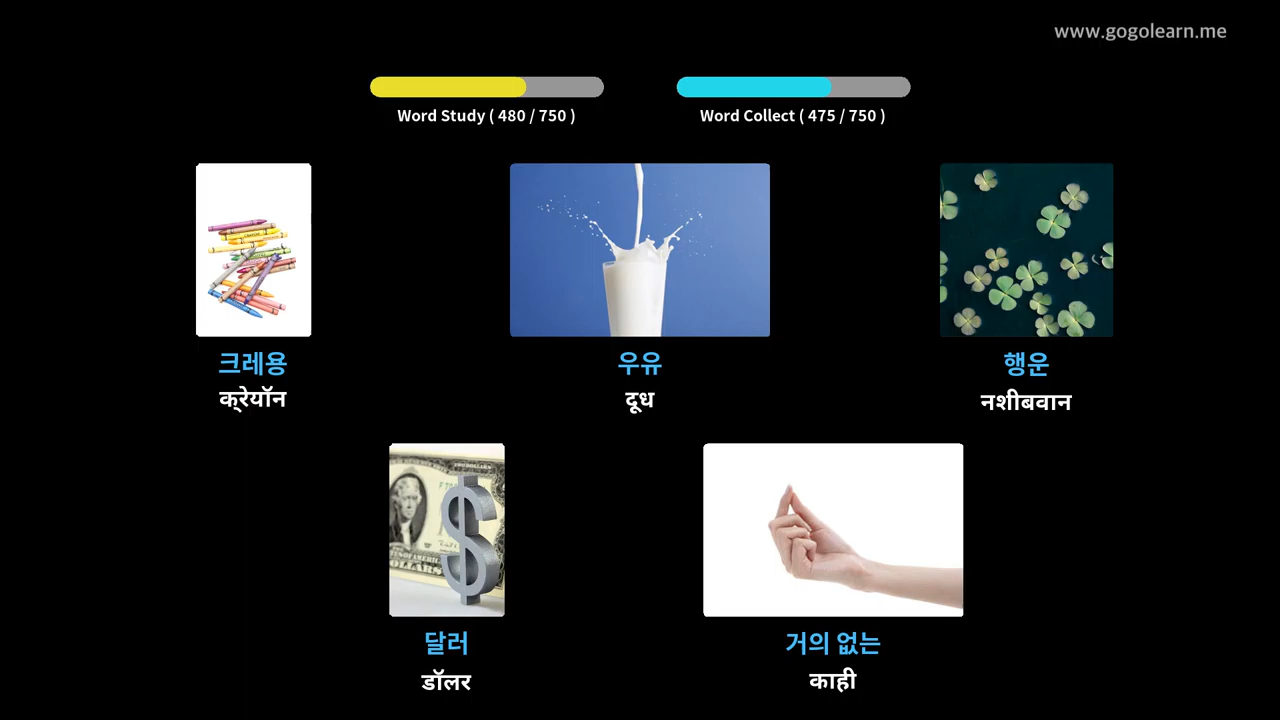 www.gogolearn.me
Word Study ( 480 / 750 )
Word Collect ( 475 / 750 )
크레용
우유
행운
क्रेयॉन
दूध
नशीबवान
달러
거의 없는
डॉलर
काही